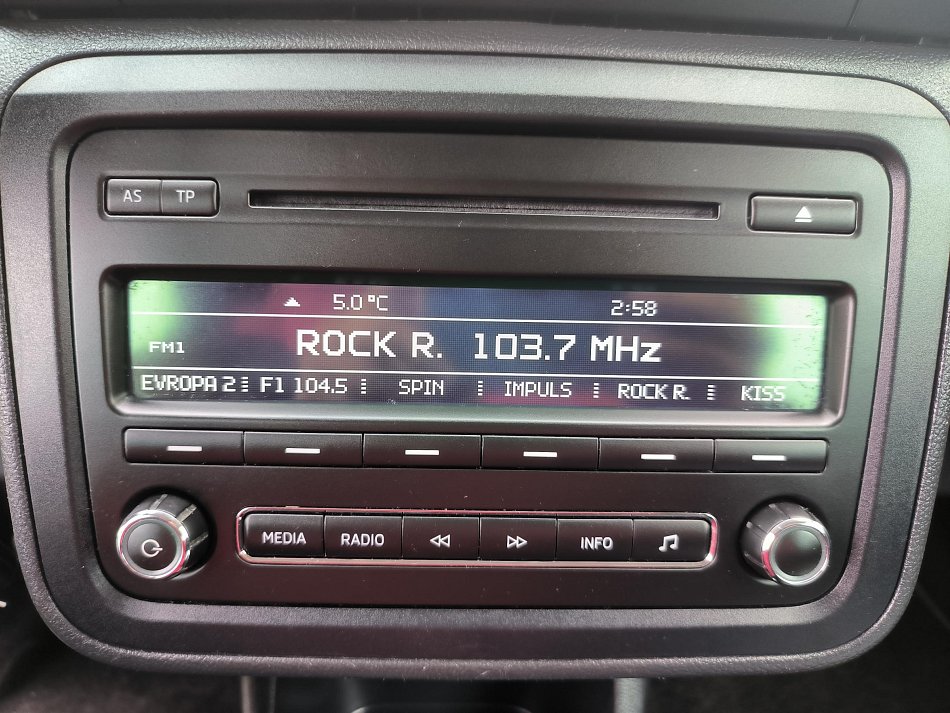 AS TP
5.0°C 2:58
FM1 ROCK R. 103.7 MHz
EVROPA 2 F1 104.5 SPIN IMPULS ROCK R. KISS
MEDIA RADIO INFO